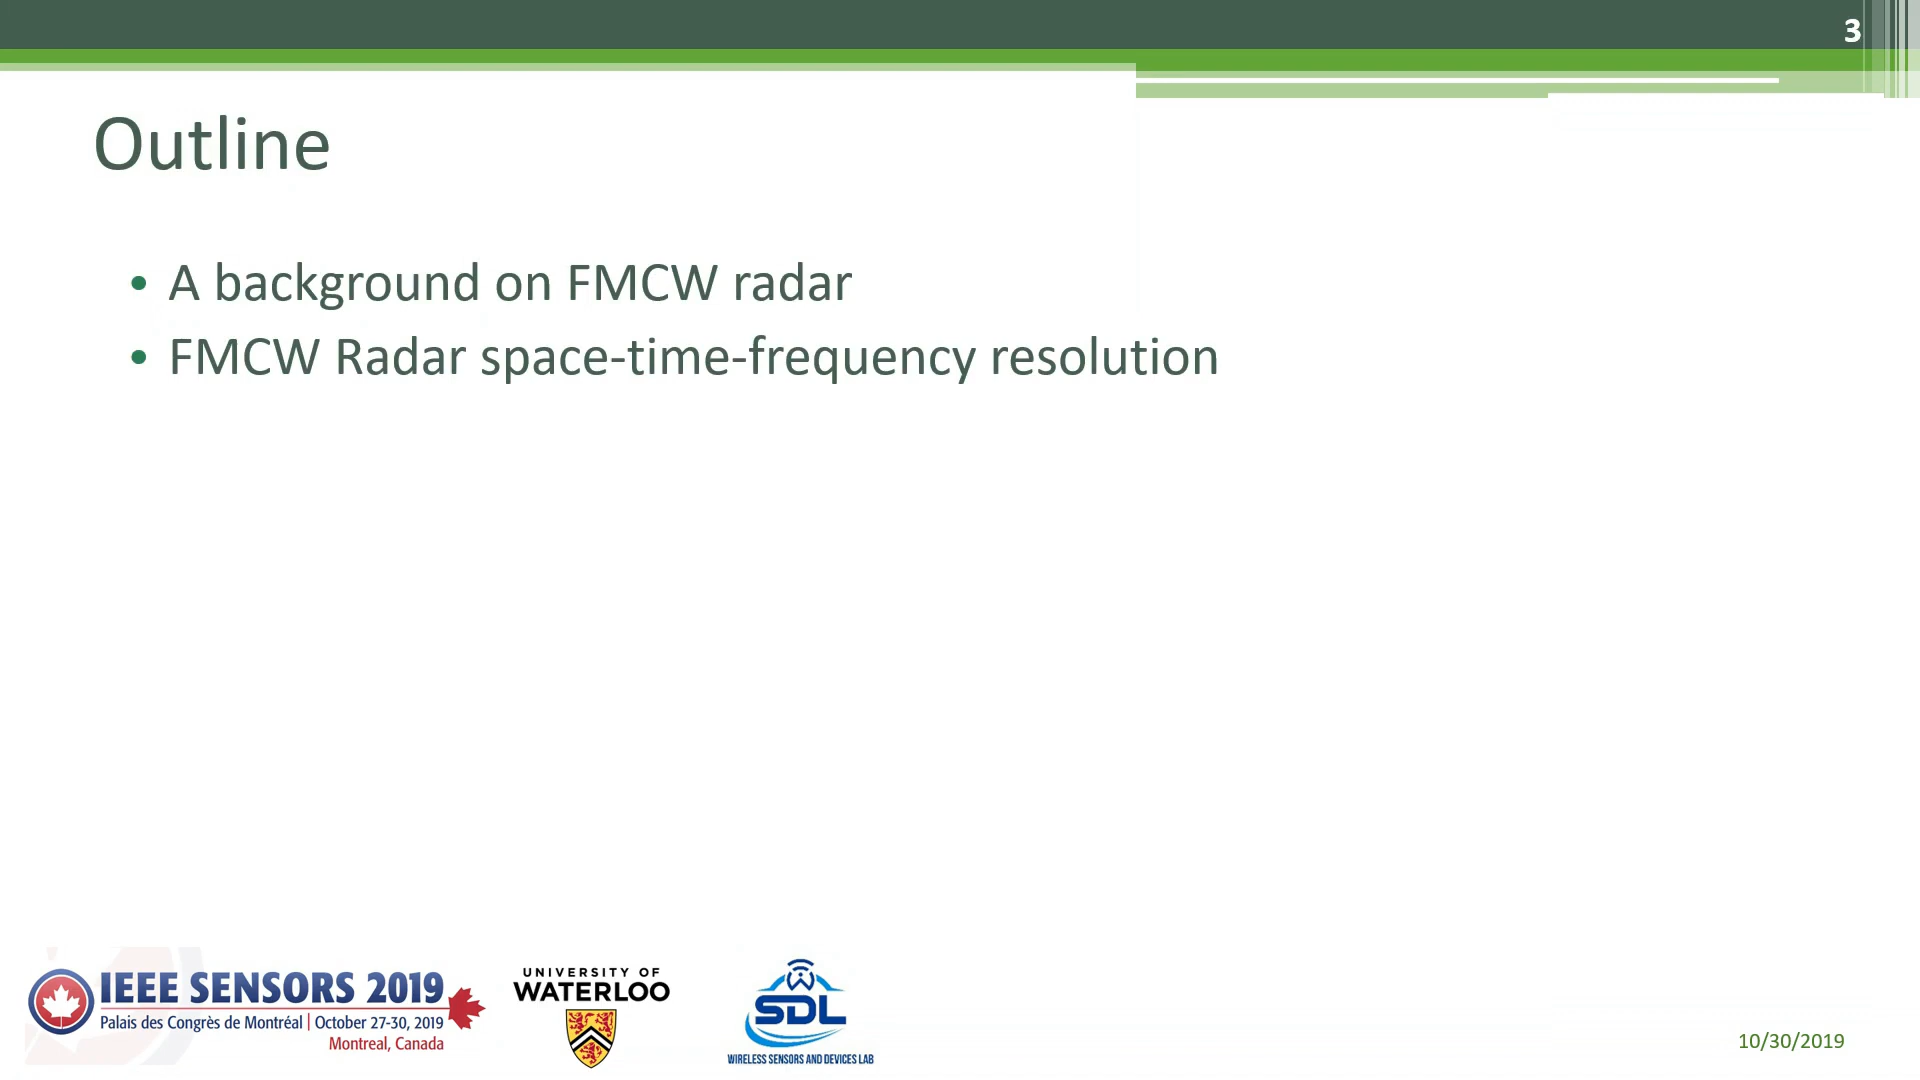 3
Outline
• A background on FMCW radar
• FMCW Radar space-time-frequency resolution
IEEE SENSORS 2019
Palais des Congrès de Montréal | October 27-30, 2019
Montreal, Canada
UNIVERSITY OF
WATERLOO
SDL
WIRELESS SENSORS AND DEVICES LAB
10/30/2019